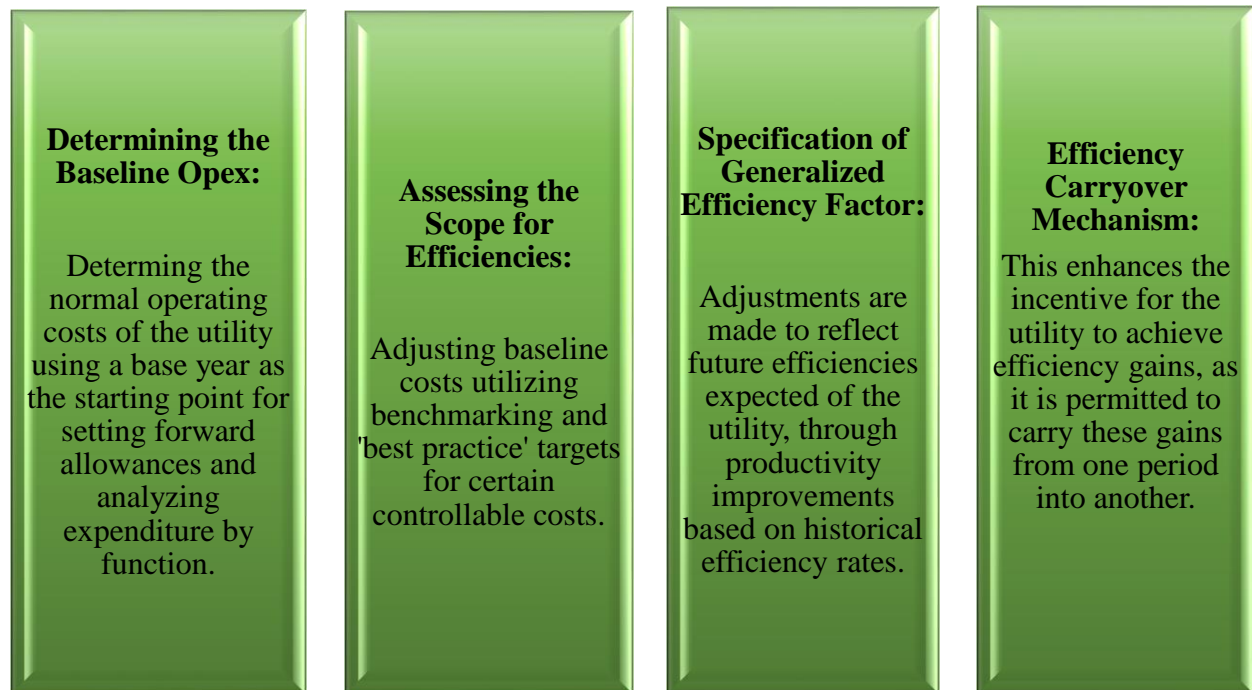 Determining the
Baseline Opex:
Determing the
normal operating
costs of the utility
using a base year as
the starting point for
setting forward
allowances and
analyzing
expenditure by
function.
Assessing the
Scope for
Efficiencies:
Adjusting baseline
costs utilizing
benchmarking and
'best practice' targets
for certain
controllable costs.
Specification of
Generalized
Efficiency Factor:
Adjustments are
made to reflect
future efficiencies
expected of the
utility, through
productivity
improvements
based on historical
efficiency rates.
Efficiency
Carryover
Mechanism:
This enhances the
incentive for the
utility to achieve
efficiency gains, as
it is permitted to
carry these gains
from one period
into another.